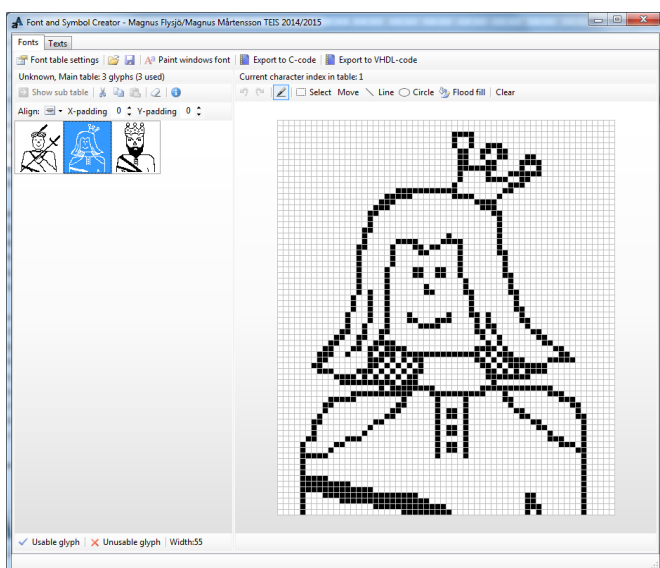 Font and Symbol Creator - Magnus Flysjö/Magnus Mårtensson TEIS 2014/2015
Fonts Texts
Font table settings Paint windows font Export to C-code Export to VHDL-code
Unknown, Main table: 3 glyphs (3 used) Current character index in table: 1
Show sub table Select Move Line Circle Flood fill Clear
Align: X-padding 0 Y-padding 0
Usable glyph Unusable glyph Width:55